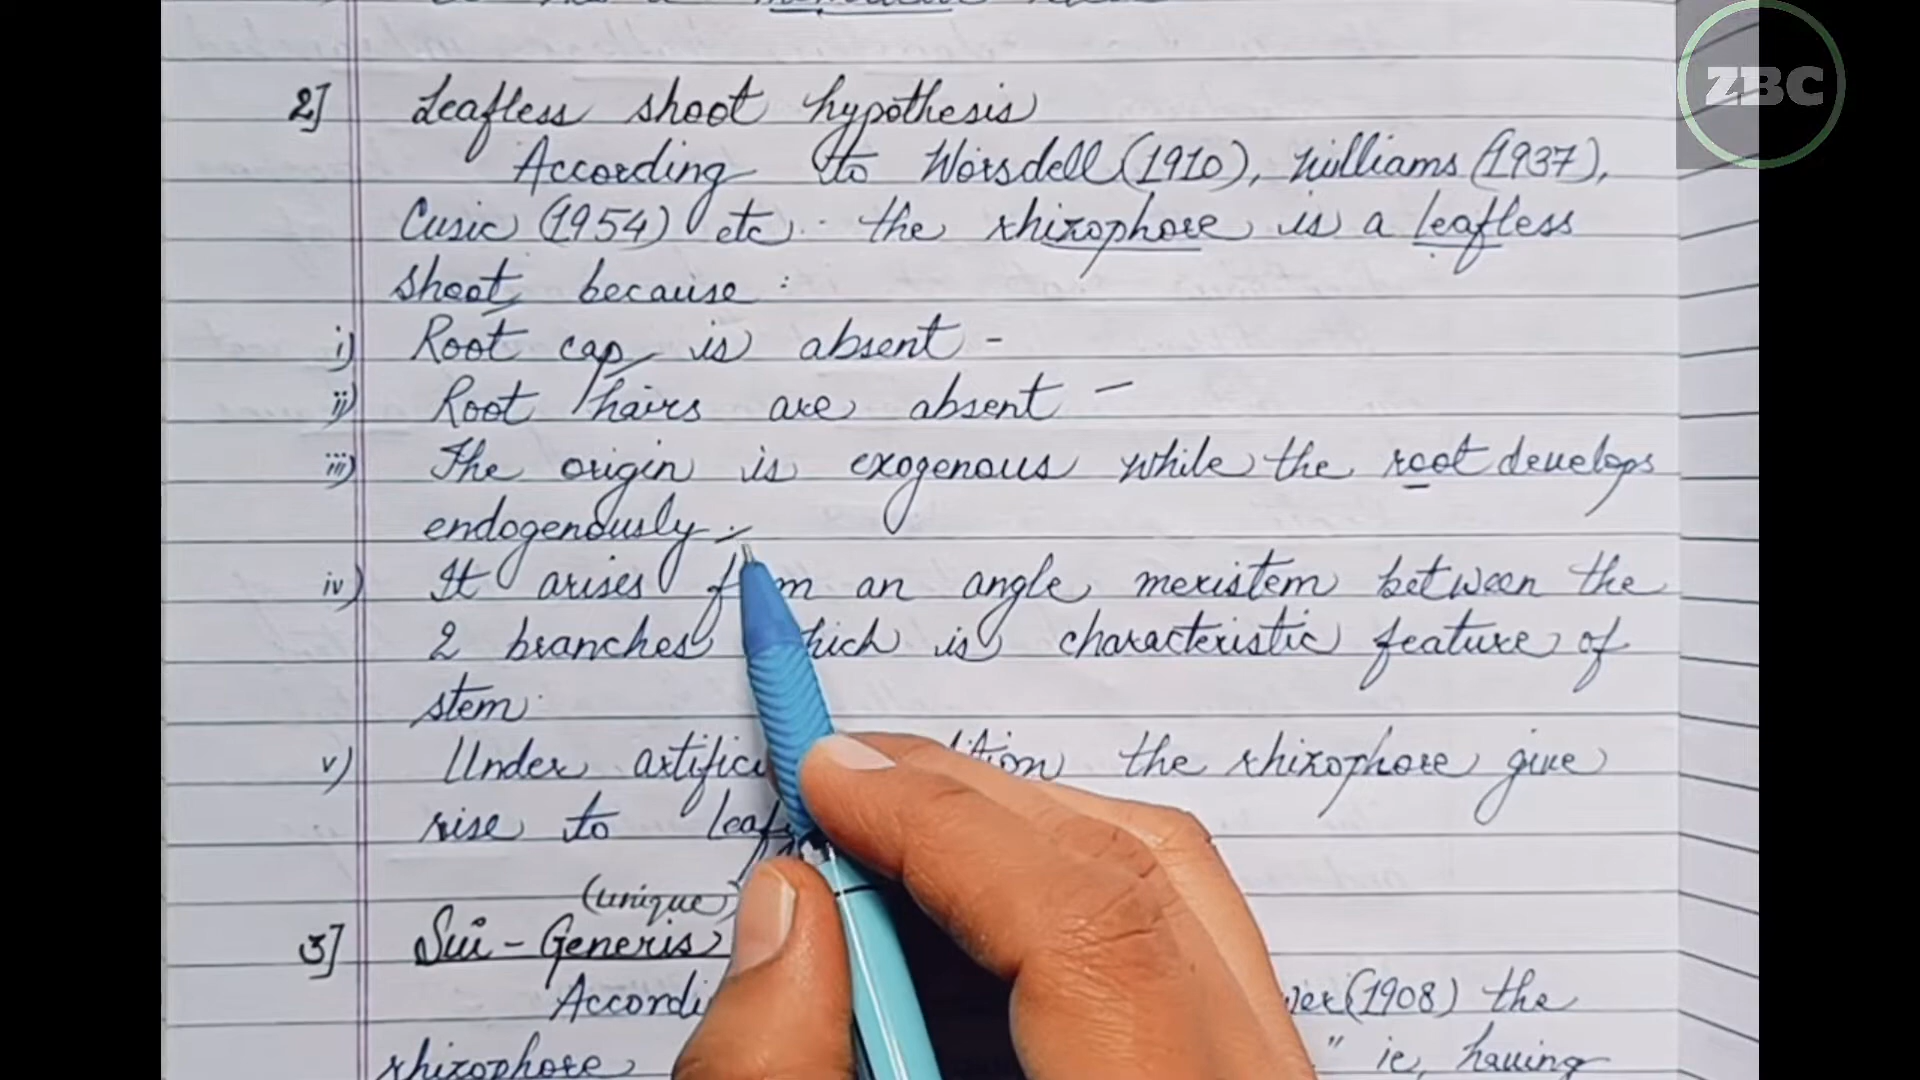 ZBC
2] Leafless shoot hypothesis
According to Worsdell (1910), Williams (1937),
Cusic (1954) etc. the rhizophore is a leafless
shoot because :
i) Root cap is absent -
ii) Root hairs are absent -
iii) The origin is exogenous while the root develops
endogenously.
iv) It arises an angle meristem between the
2 branches is characteristic feature of
stem.
v) Under the rhizophore give
rise to
(unique)
3] Sui-Generis
(1908) the
rhizophore " ie, having